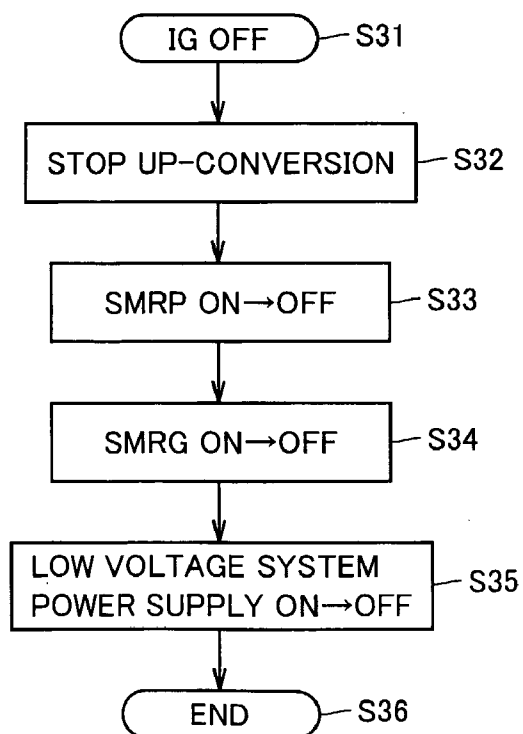 IG OFF S31
STOP UP-CONVERSION S32
SMRP ON→OFF S33
SMRG ON→OFF S34
LOW VOLTAGE SYSTEM
POWER SUPPLY ON→OFF S35
END S36